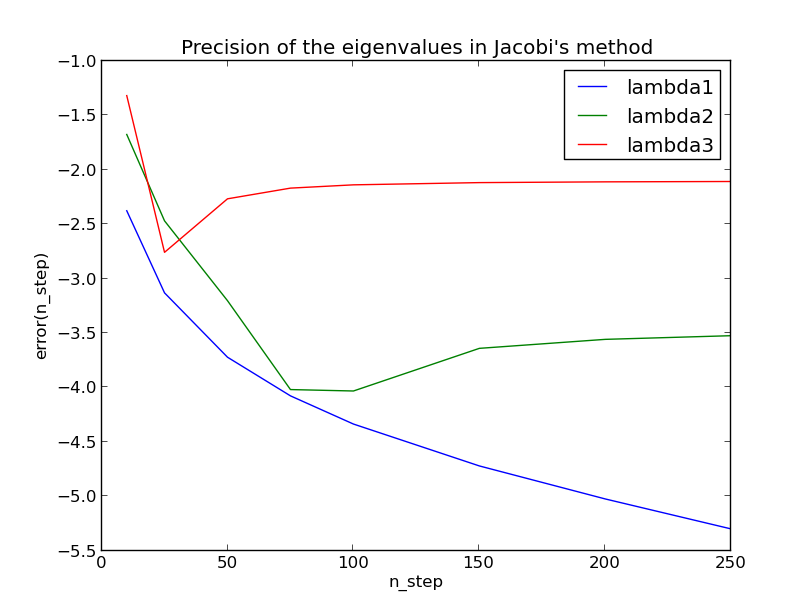 Precision of the eigenvalues in Jacobi's method
lambda1
lambda2
lambda3
error(n_step)
−1.0
−1.5
−2.0
−2.5
−3.0
−3.5
−4.0
−4.5
−5.0
−5.5
0 50 100 150 200 250
n_step